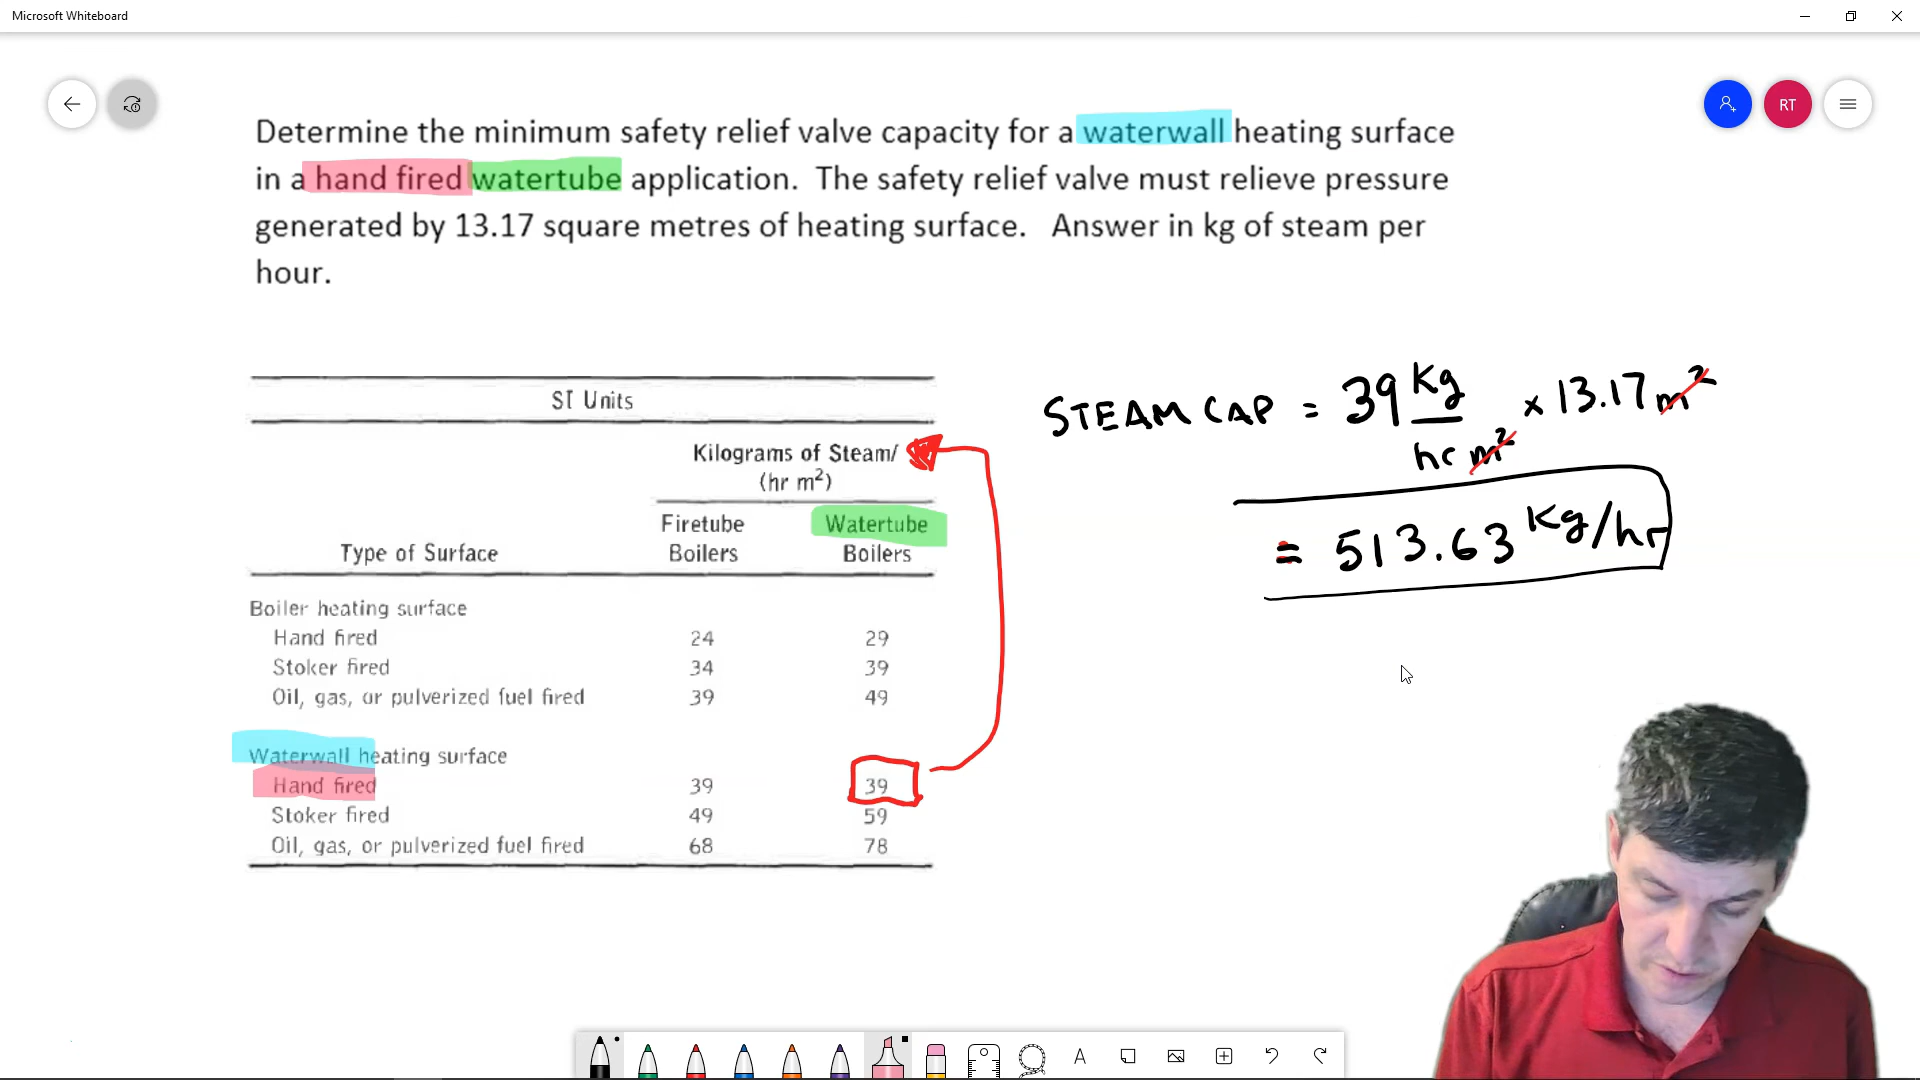 Microsoft Whiteboard
RT
Determine the minimum safety relief valve capacity for a waterwall heating surface
in a hand fired watertube application. The safety relief valve must relieve pressure
generated by 13.17 square metres of heating surface. Answer in kg of steam per
hour.
SI Units
Kilograms of Steam/
(hr m²)
Firetube Watertube
Type of Surface Boilers Boilers
Boiler heating surface
Hand fired 24 29
Stoker fired 34 39
Oil, gas, or pulverized fuel fired 39 49
Waterwall heating surface
Hand fired 39 39
Stoker fired 49 59
Oil, gas, or pulverized fuel fired 68 78
STEAM CAP = 39 Kg/hr m² × 13.17 m²
= 513.63 Kg/hr
A